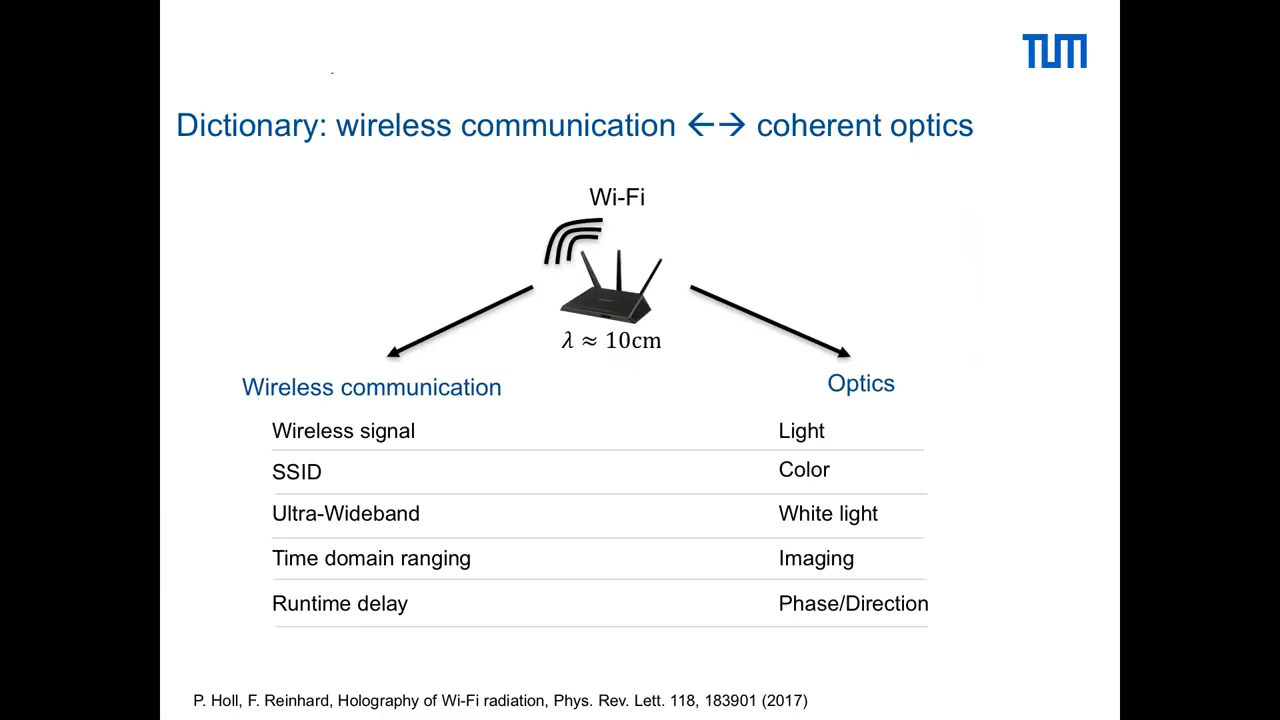 TUM
Dictionary: wireless communication ←→ coherent optics
Wi-Fi
λ ≈ 10cm
Wireless communication
Optics
Wireless signal
Light
SSID
Color
Ultra-Wideband
White light
Time domain ranging
Imaging
Runtime delay
Phase/Direction
P. Holl, F. Reinhard, Holography of Wi-Fi radiation, Phys. Rev. Lett. 118, 183901 (2017)